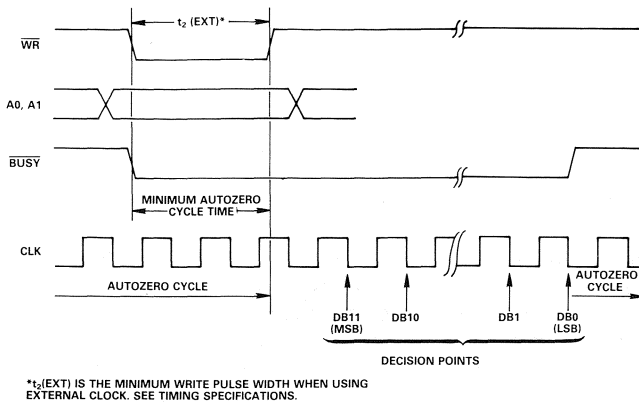 t2 (EXT)*
WR
A0, A1
BUSY
MINIMUM AUTOZERO
CYCLE TIME
CLK
AUTOZERO CYCLE
AUTOZERO
CYCLE
DB11
(MSB)
DB10
DB1
DB0
(LSB)
DECISION POINTS
*t2(EXT) IS THE MINIMUM WRITE PULSE WIDTH WHEN USING
EXTERNAL CLOCK. SEE TIMING SPECIFICATIONS.